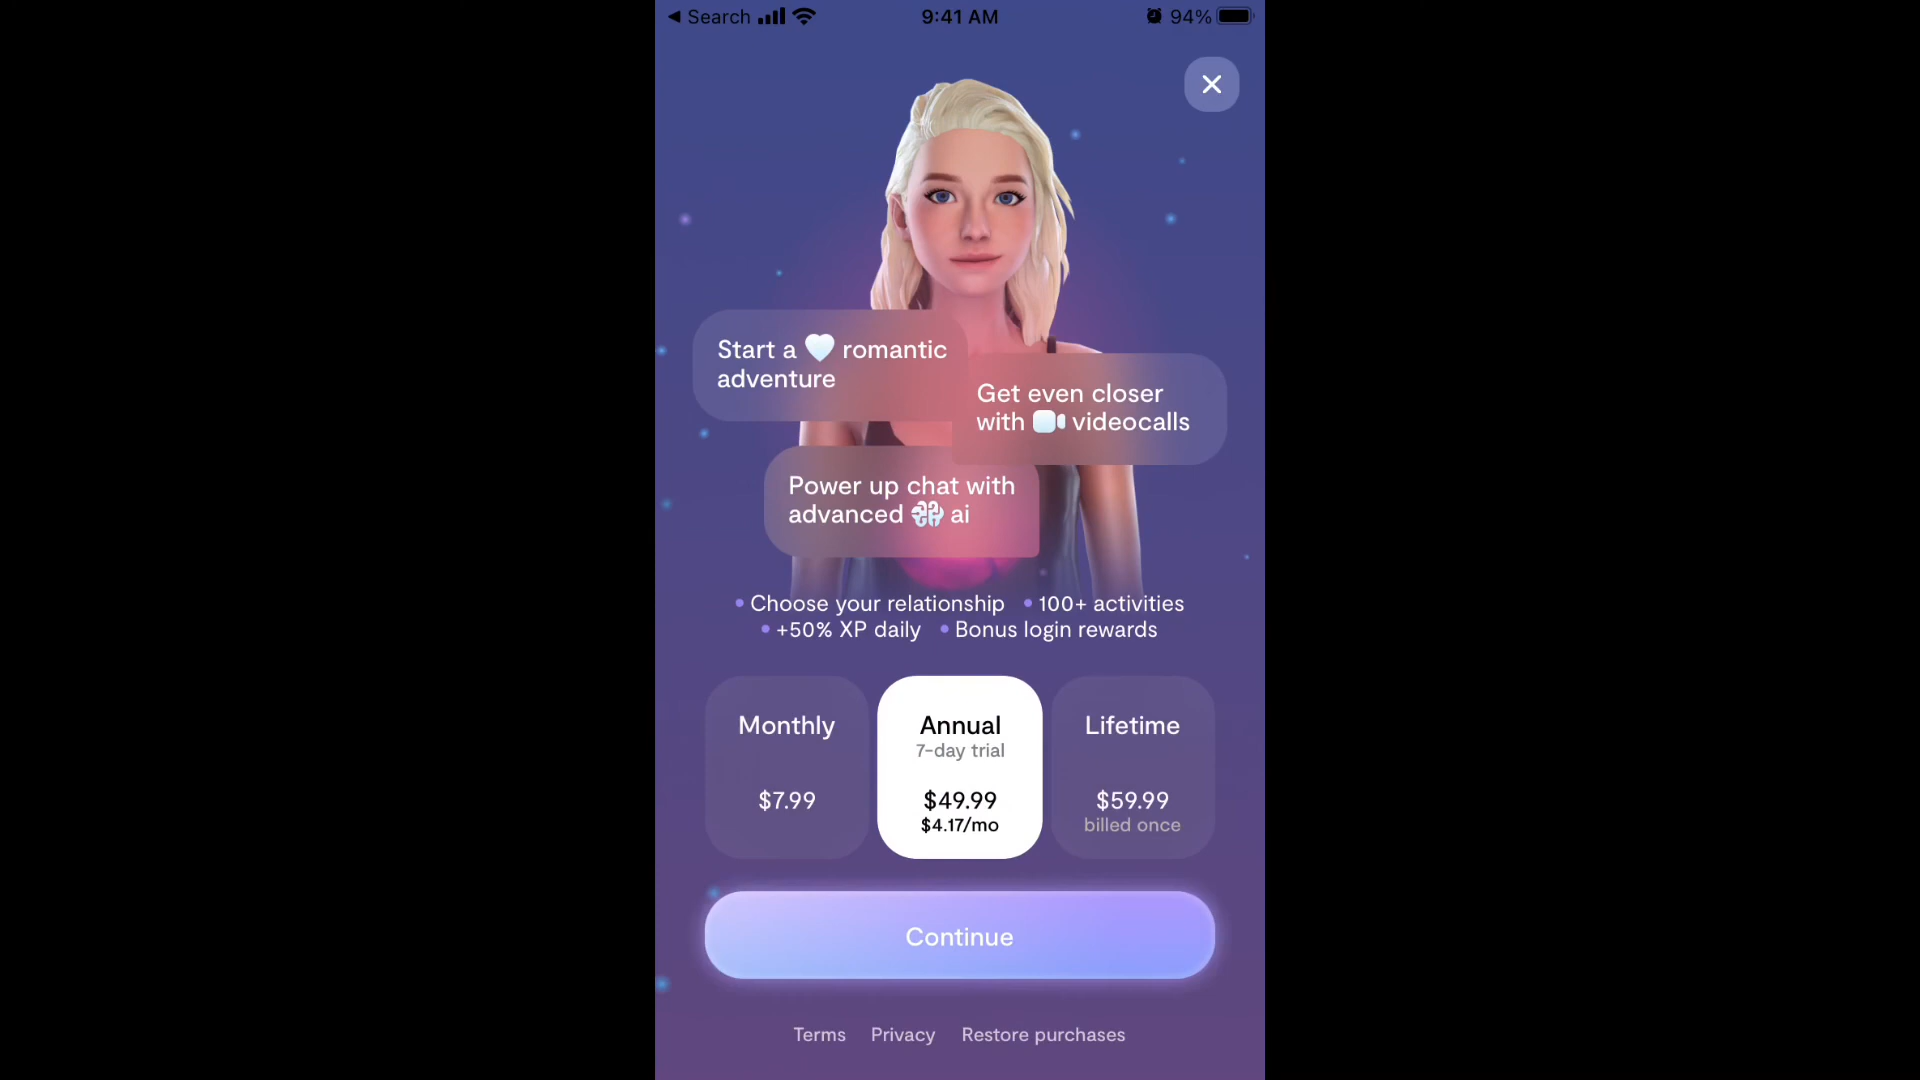 Search
9:41 AM
94%
Start a romantic
adventure
Get even closer
with videocalls
Power up chat with
advanced ai
Choose your relationship
100+ activities
+50% XP daily
Bonus login rewards
Monthly
$7.99
Annual
7-day trial
$49.99
$4.17/mo
Lifetime
$59.99
billed once
Continue
Terms
Privacy
Restore purchases